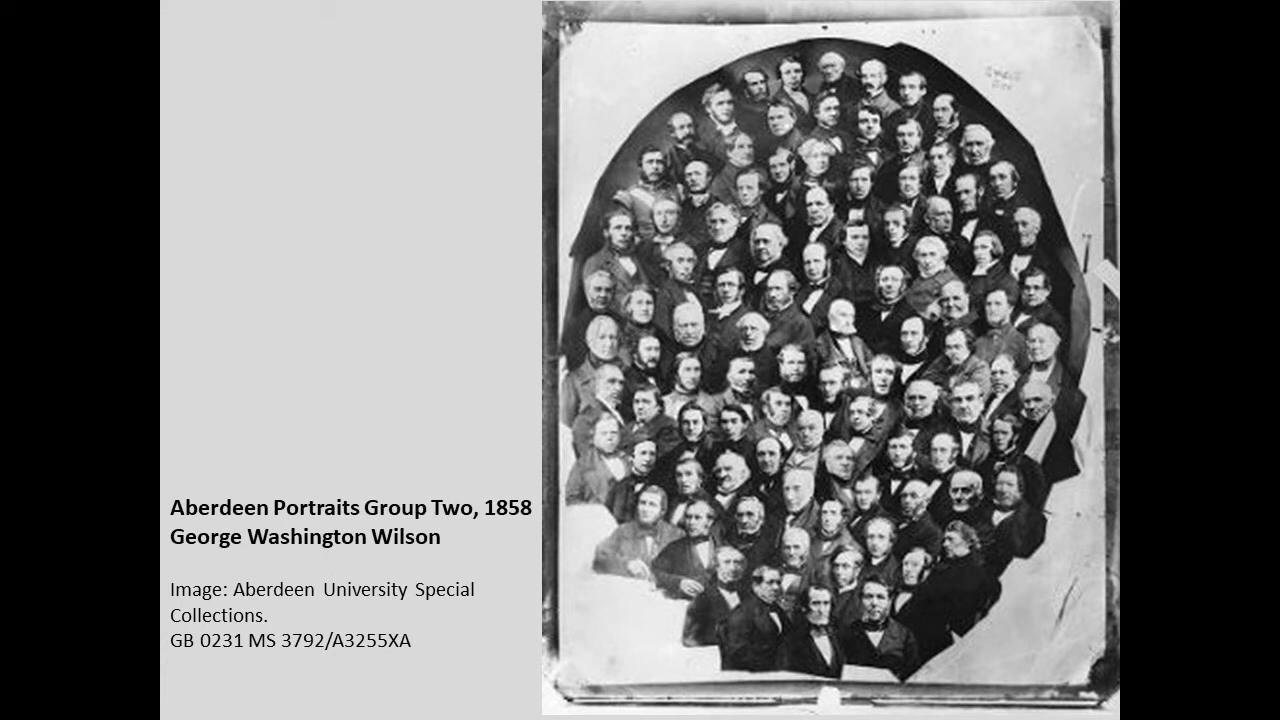 Aberdeen Portraits Group Two, 1858
George Washington Wilson
Image: Aberdeen University Special
Collections.
GB 0231 MS 3792/A3255XA